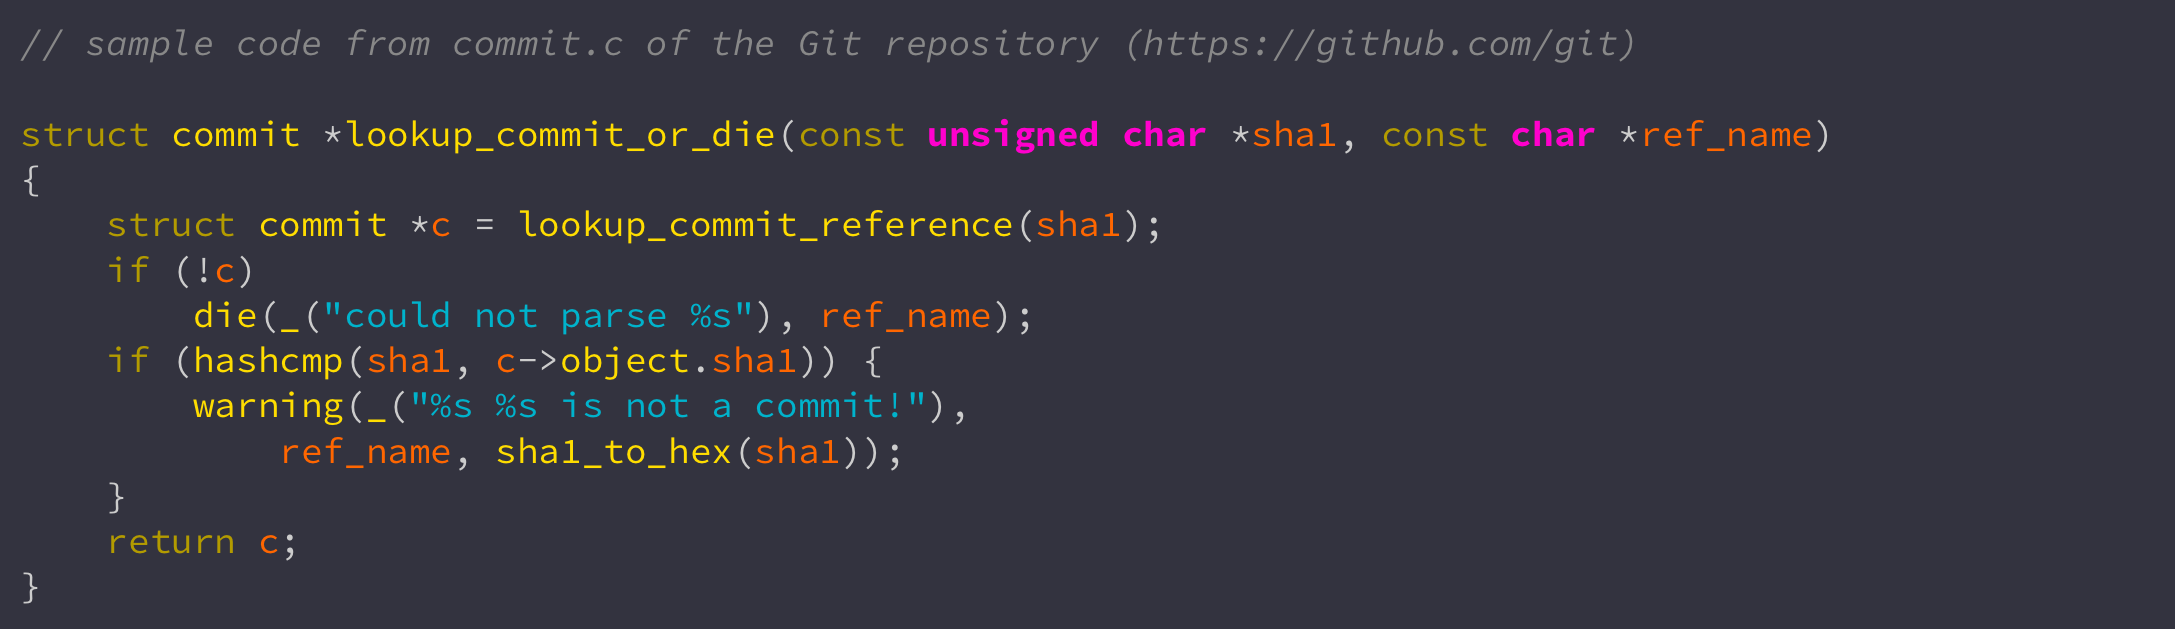 // sample code from commit.c of the Git repository (https://github.com/git)

struct commit *lookup_commit_or_die(const unsigned char *sha1, const char *ref_name)
{
    struct commit *c = lookup_commit_reference(sha1);
    if (!c)
        die(_("could not parse %s"), ref_name);
    if (hashcmp(sha1, c->object.sha1)) {
        warning(_("%s %s is not a commit!"),
            ref_name, sha1_to_hex(sha1));
    }
    return c;
}